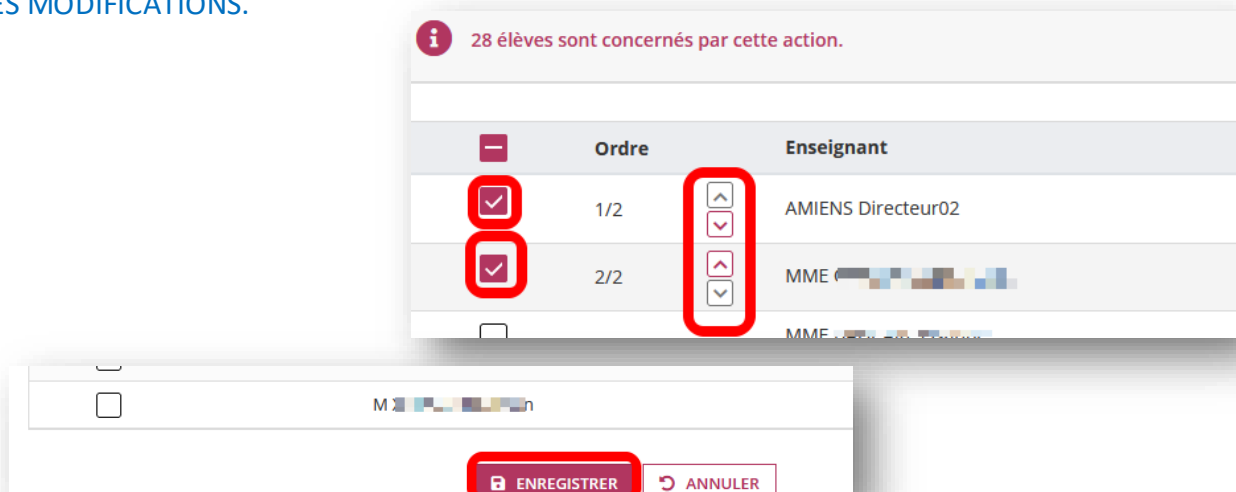 ES MODIFICATIONS.
28 élèves sont concernés par cette action.
Ordre Enseignant
1/2 AMIENS Directeur02
2/2 MME
MME
M
ENREGISTRER ANNULER